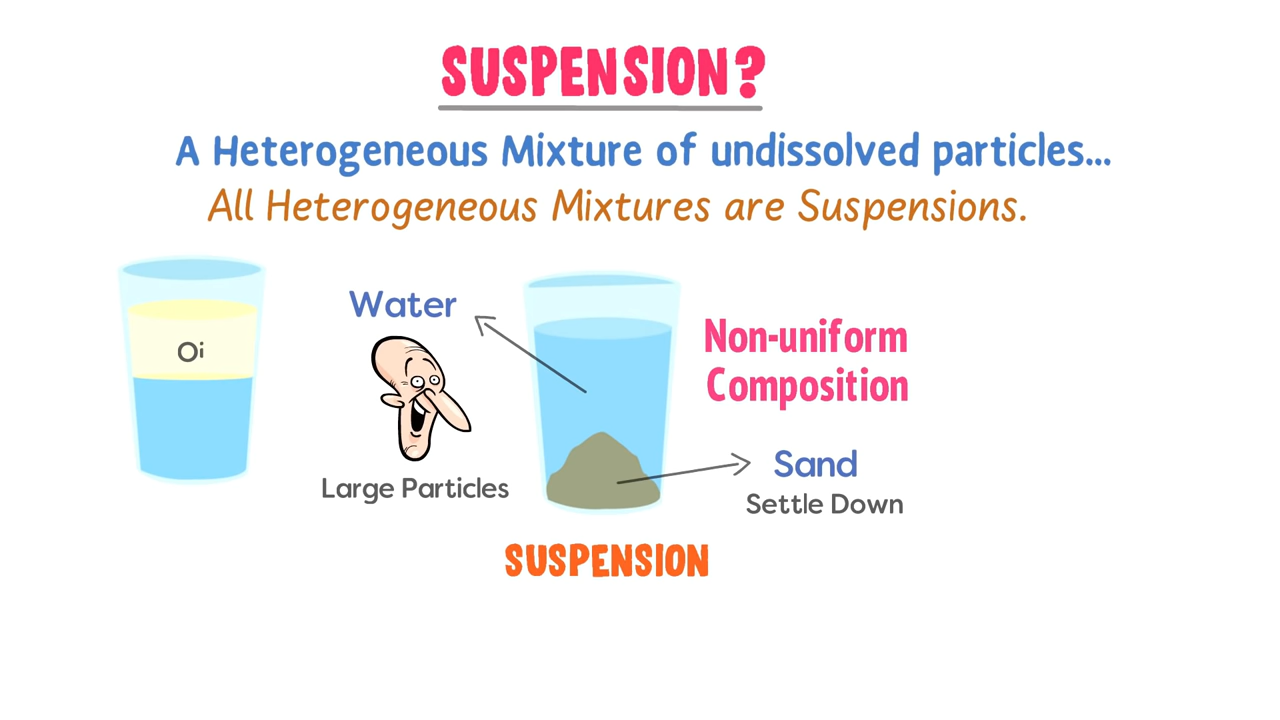 SUSPENSION?
A Heterogeneous Mixture of undissolved particles...
All Heterogeneous Mixtures are Suspensions.
Oi
Water
Large Particles
Non-uniform
Composition
Sand
Settle Down
SUSPENSION